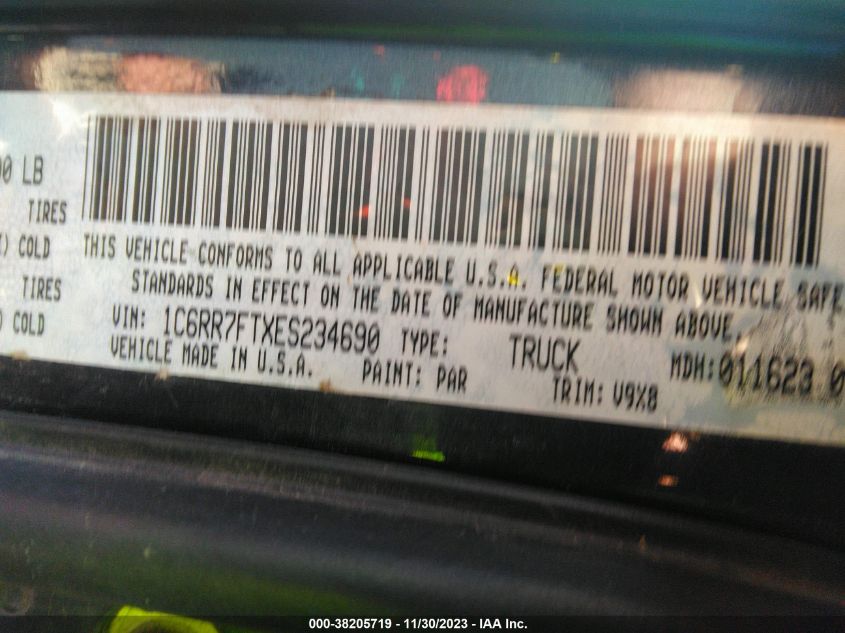 00 LB
TIRES
) COLD
TIRES
) COLD
THIS VEHICLE CONFORMS TO ALL APPLICABLE U.S.A. FEDERAL MOTOR VEHICLE SAFE
STANDARDS IN EFFECT ON THE DATE OF MANUFACTURE SHOWN ABOVE.
VIN: 1C6RR7FTXES234690 TYPE: TRUCK MDH:011623 0
VEHICLE MADE IN U.S.A. PAINT: PAR TRIM: V9X8
000-38205719 - 11/30/2023 - IAA Inc.